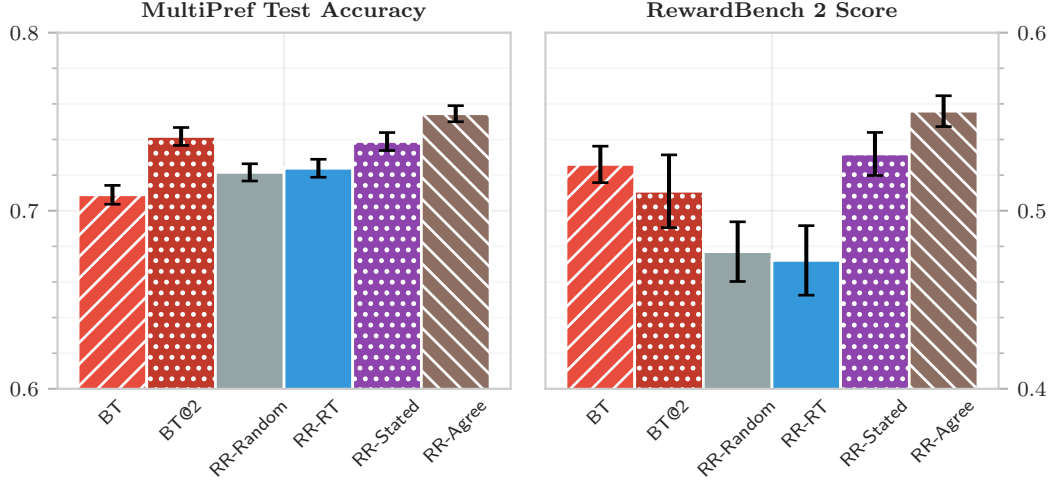 MultiPref Test Accuracy
0.8
0.7
0.6
BT
BT@2
RR-Random
RR-RT
RR-Stated
RR-Agree
RewardBench 2 Score
0.6
0.5
0.4
BT
BT@2
RR-Random
RR-RT
RR-Stated
RR-Agree